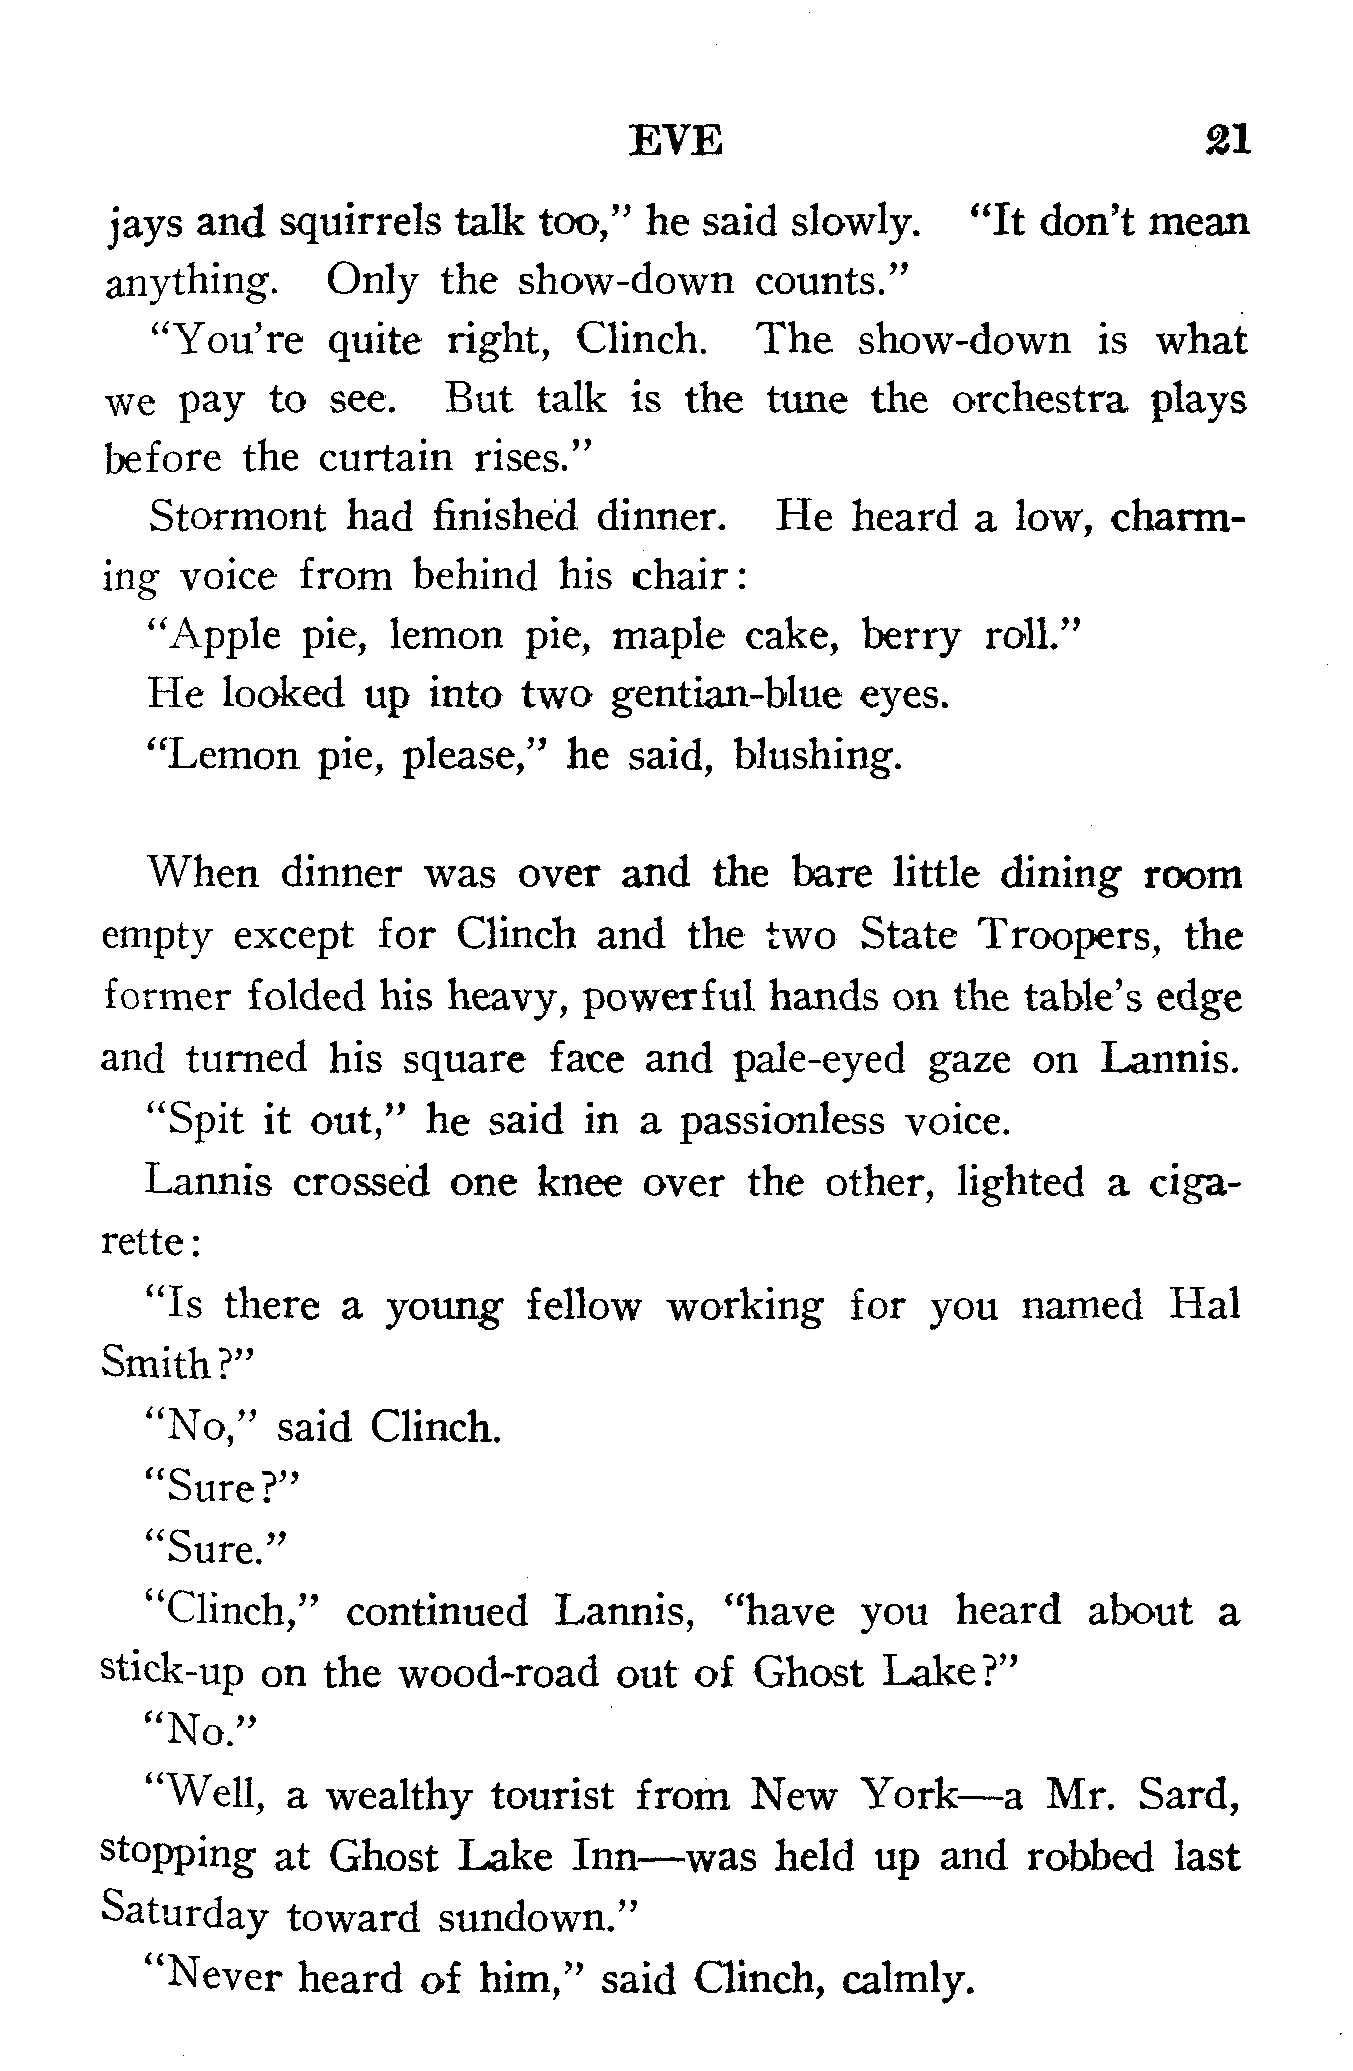 EVE 21
jays and squirrels talk too,” he said slowly. “It don’t mean
anything. Only the show-down counts.”
“You’re quite right, Clinch. The show-down is what
we pay to see. But talk is the tune the orchestra plays
before the curtain rises.”
Stormont had finished dinner. He heard a low, charm-
ing voice from behind his chair:
“Apple pie, lemon pie, maple cake, berry roll.”
He looked up into two gentian-blue eyes.
“Lemon pie, please,” he said, blushing.
When dinner was over and the bare little dining room
empty except for Clinch and the two State Troopers, the
former folded his heavy, powerful hands on the table’s edge
and turned his square face and pale-eyed gaze on Lannis.
“Spit it out,” he said in a passionless voice.
Lannis crossed one knee over the other, lighted a ciga-
rette:
“Is there a young fellow working for you named Hal
Smith?”
“No,” said Clinch.
“Sure?”
“Sure.”
“Clinch,” continued Lannis, “have you heard about a
stick-up on the wood-road out of Ghost Lake?”
“No.”
“Well, a wealthy tourist from New York—a Mr. Sard,
stopping at Ghost Lake Inn—was held up and robbed last
Saturday toward sundown.”
“Never heard of him,” said Clinch, calmly.